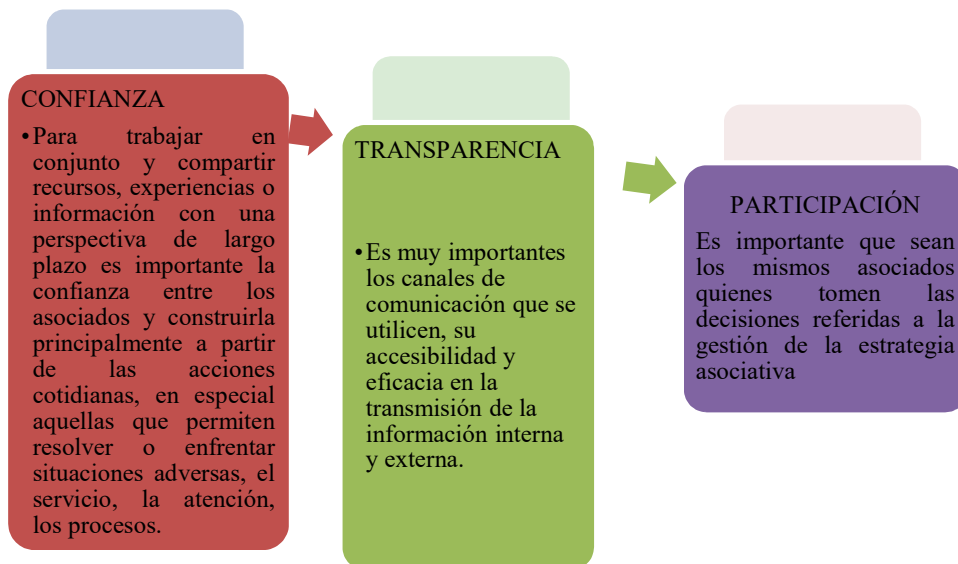 CONFIANZA
•Para trabajar en
conjunto y compartir
recursos, experiencias o
información con una
perspectiva de largo
plazo es importante la
confianza entre los
asociados y construirla
principalmente a partir
de las acciones
cotidianas, en especial
aquellas que permiten
resolver o enfrentar
situaciones adversas, el
servicio, la atención,
los procesos.
TRANSPARENCIA
•Es muy importantes
los canales de
comunicación que se
utilicen, su
accesibilidad y
eficacia en la
transmisión de la
información interna
y externa.
PARTICIPACIÓN
Es importante que sean
los mismos asociados
quienes tomen las
decisiones referidas a la
gestión de la estrategia
asociativa